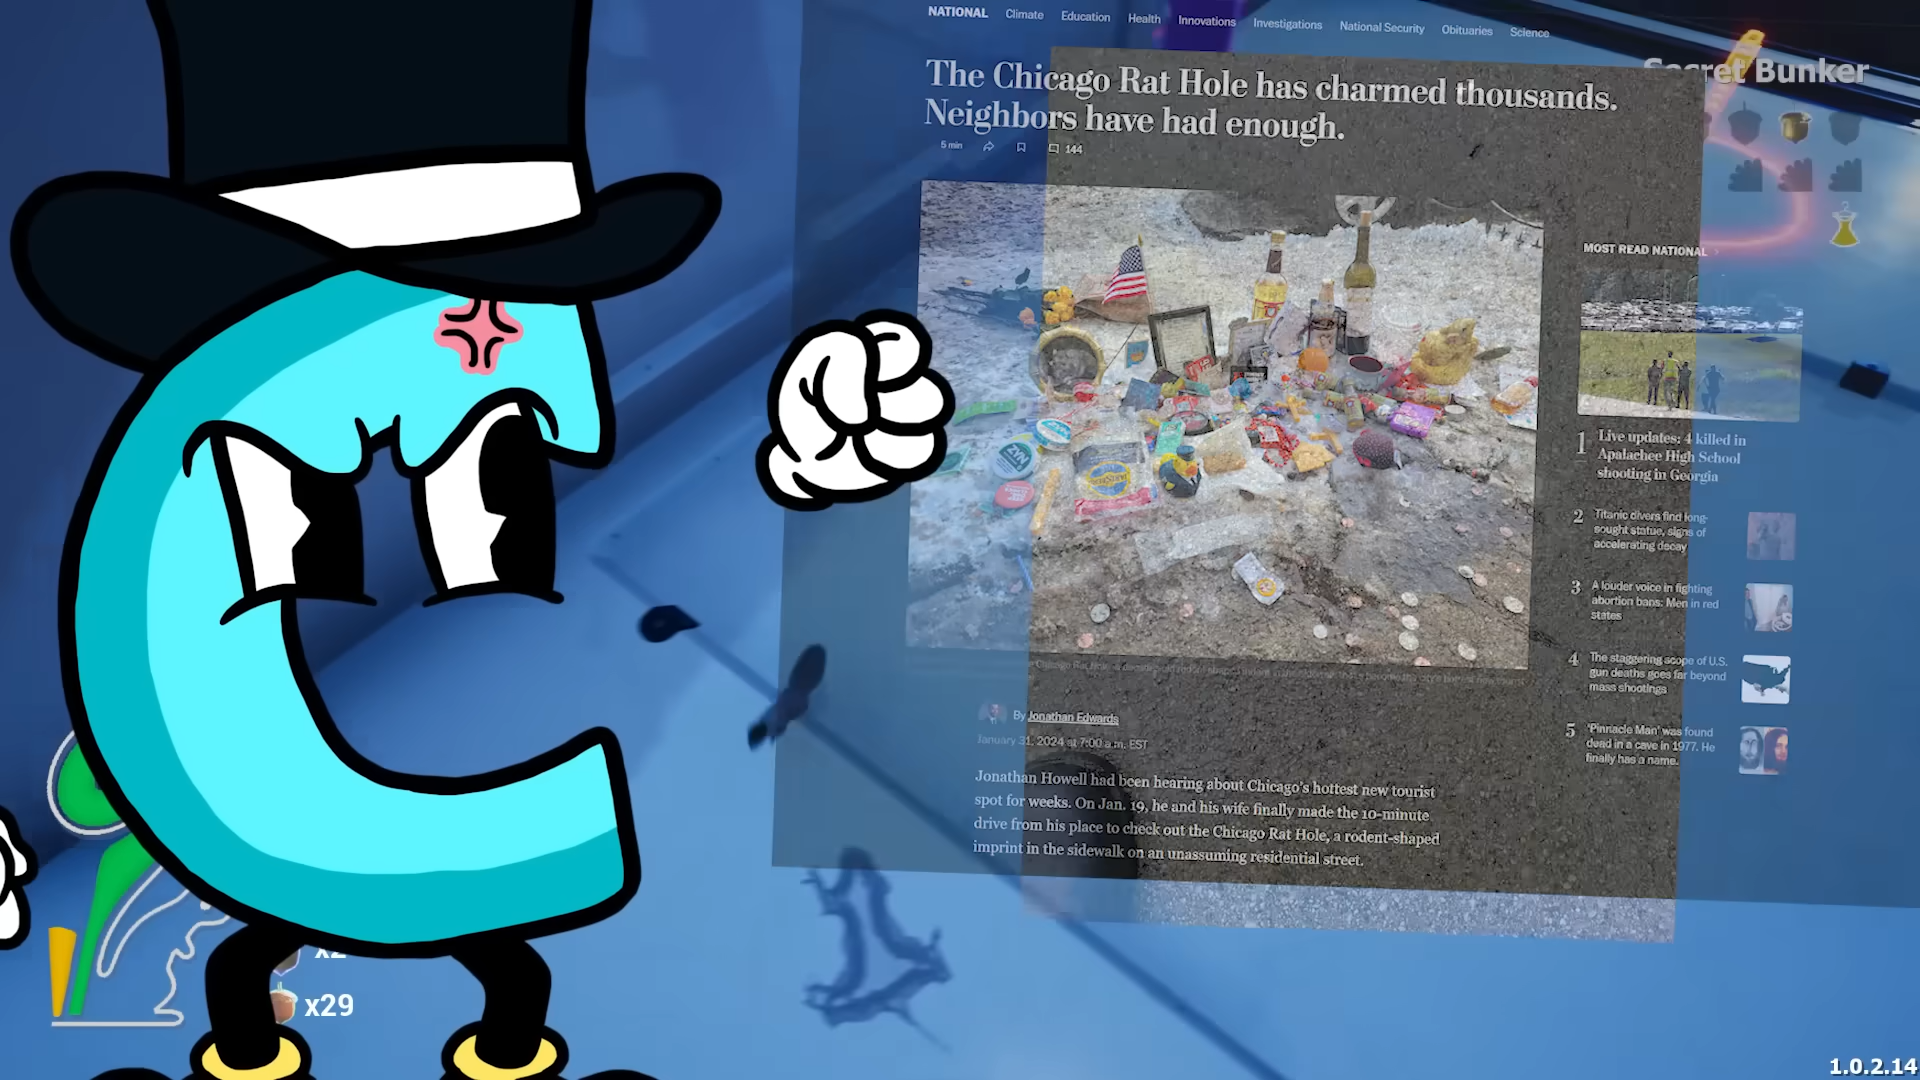 NATIONAL Climate Education Health Innovations Investigations National Security Obituaries Science
The Chicago Rat Hole has charmed thousands.
Neighbors have had enough.
5 min 144
Secret Bunker
2
MOST READ NATIONAL
1 Live updates: 4 killed in
Apalachee High School
shooting in Georgia
2 Titanic divers find long-
sought statue, signs of
accelerating decay
3 A louder voice in fighting
abortion bans: Men in red
states
4 The staggering scope of U.S.
gun deaths goes far beyond
mass shootings
5 'Pinnacle Man' was found
dead in a cave in 1977. He
finally has a name.
By Jonathan Edwards
January 31, 2024 at 7:00 a.m. EST
Jonathan Howell had been hearing about Chicago's hottest new tourist
spot for weeks. On Jan. 19, he and his wife finally made the 10-minute
drive from his place to check out the Chicago Rat Hole, a rodent-shaped
imprint in the sidewalk on an unassuming residential street.
x2
x29
1.0.2.14